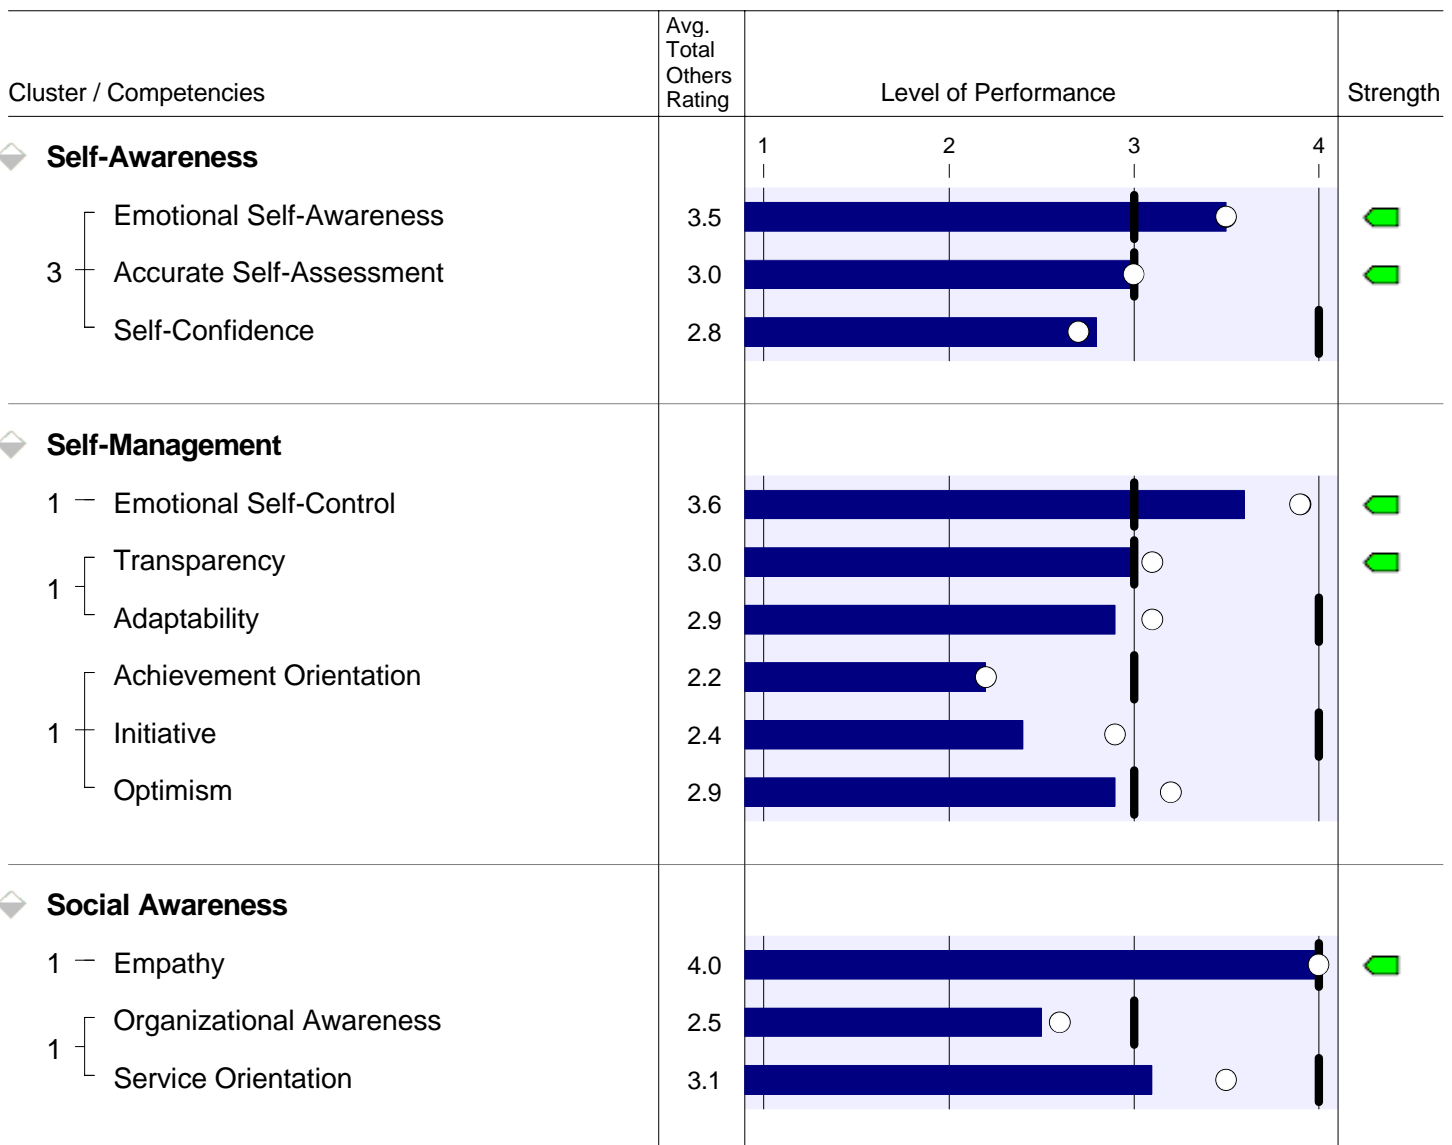 Avg.
Total
Others
Rating
Cluster / Competencies
Level of Performance
Strength
Self-Awareness
1 2 3 4
Emotional Self-Awareness 3.5
3 Accurate Self-Assessment 3.0
Self-Confidence 2.8
Self-Management
1 Emotional Self-Control 3.6
Transparency 3.0
1
Adaptability 2.9
Achievement Orientation 2.2
1 Initiative 2.4
Optimism 2.9
Social Awareness
1 Empathy 4.0
Organizational Awareness 2.5
1
Service Orientation 3.1